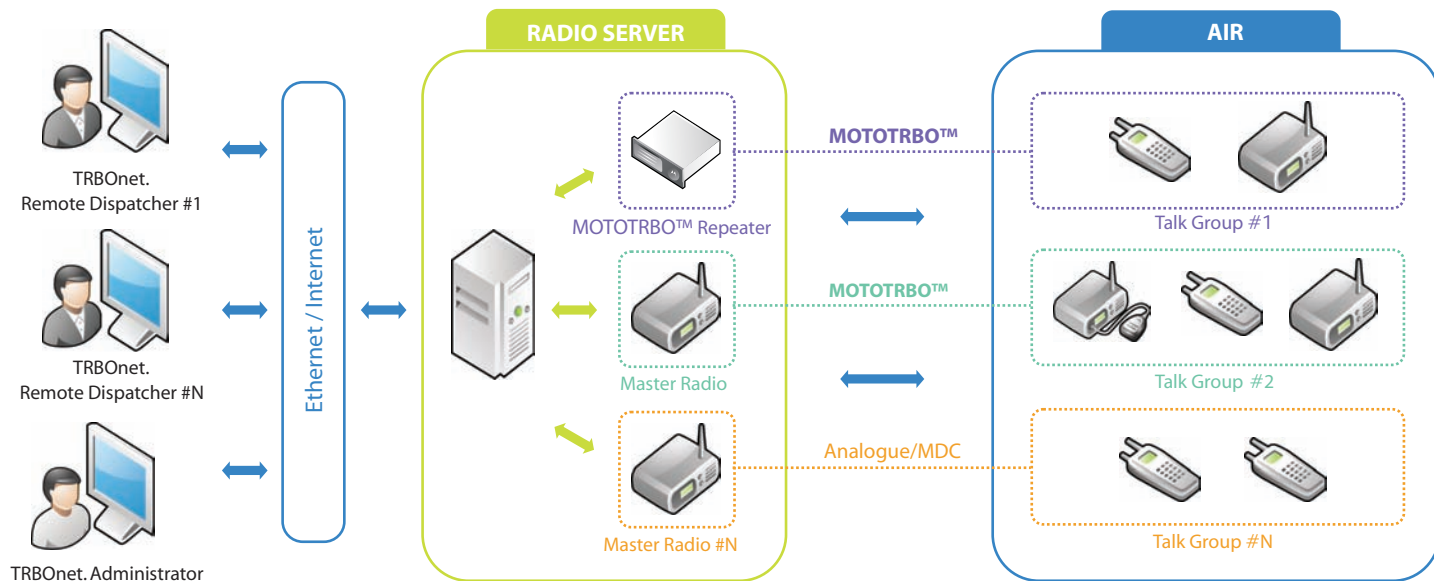 RADIO SERVER
AIR
TRBOnet.
Remote Dispatcher #1
TRBOnet.
Remote Dispatcher #N
TRBOnet. Administrator
Ethernet / Internet
MOTOTRBO™ Repeater
Master Radio
Master Radio #N
MOTOTRBO™
MOTOTRBO™
Analogue/MDC
Talk Group #1
Talk Group #2
Talk Group #N